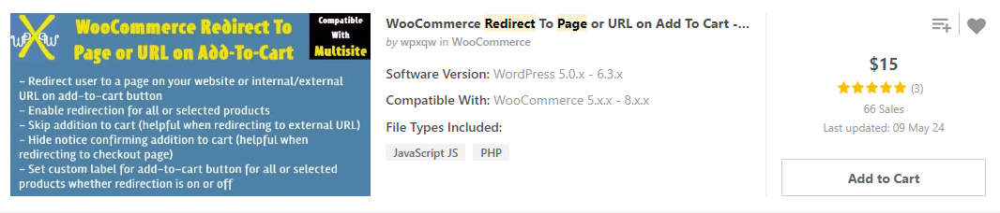 WPXQW
WooCommerce Redirect To
Page or URL on Add-To-Cart
Compatible
With
Multisite
- Redirect user to a page on your website or internal/external
URL on add-to-cart button
- Enable redirection for all or selected products
- Skip addition to cart (helpful when redirecting to external URL)
- Hide notice confirming addition to cart (helpful when
redirecting to checkout page)
- Set custom label for add-to-cart button for all or selected
products whether redirection is on or off
WooCommerce Redirect To Page or URL on Add To Cart -...
by wpxqw in WooCommerce
Software Version: WordPress 5.0.x - 6.3.x
Compatible With: WooCommerce 5.x.x - 8.x.x
File Types Included:
JavaScript JS
PHP
$15
(3)
66 Sales
Last updated: 09 May 24
Add to Cart